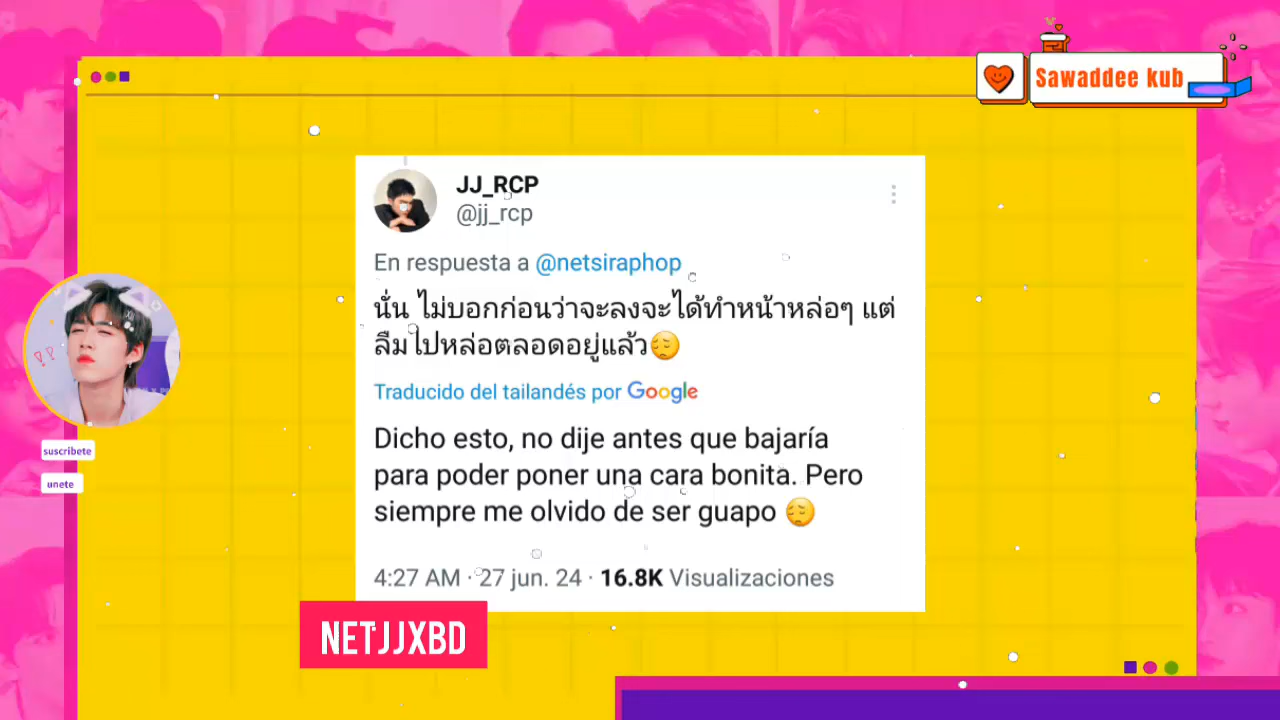 Sawaddee kub
JJ_RCP
@jj_rcp
En respuesta a @netsiraphop
นั่น ไม่บอกก่อนว่าจะลงจะได้ทำหน้าหล่อๆ แต่
ลืมไปหล่อตลอดอยู่แล้ว😔
Traducido del tailandés por Google
Dicho esto, no dije antes que bajaría
para poder poner una cara bonita. Pero
siempre me olvido de ser guapo 😔
4:27 AM · 27 jun. 24 · 16.8K Visualizaciones
suscribete
unete
NETJJXBD